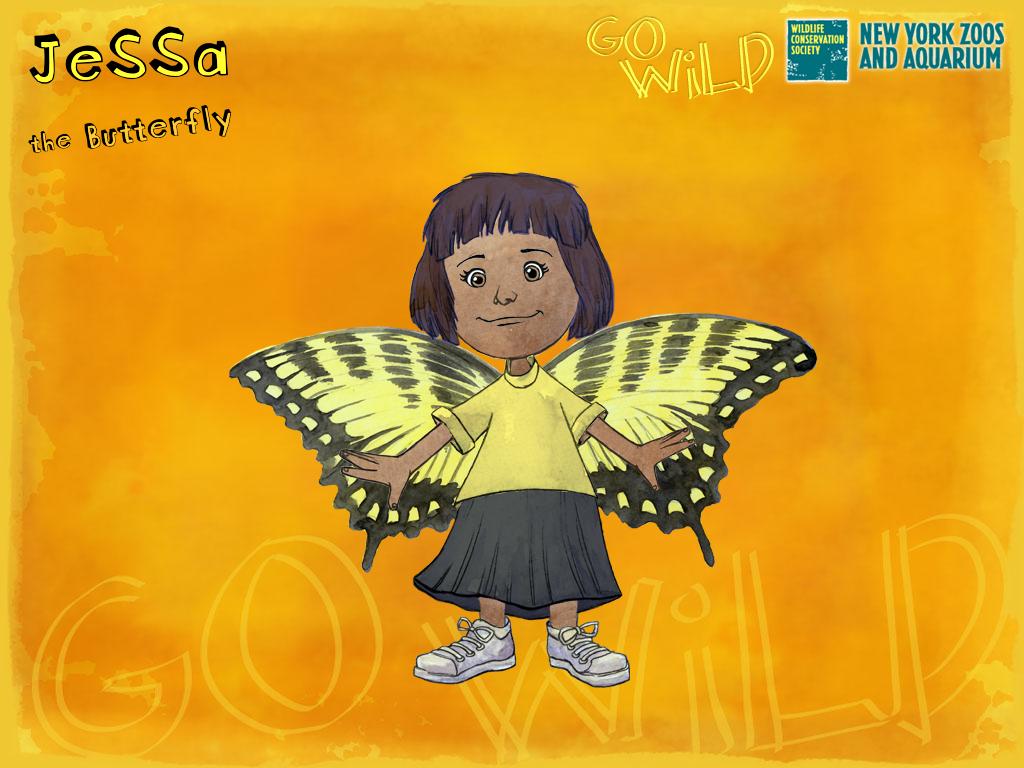 JeSSa
the Butterfly
GO
WiLD
WILDLIFE
CONSERVATION
SOCIETY
NEW YORK ZOOS
AND AQUARIUM
GO WiLD